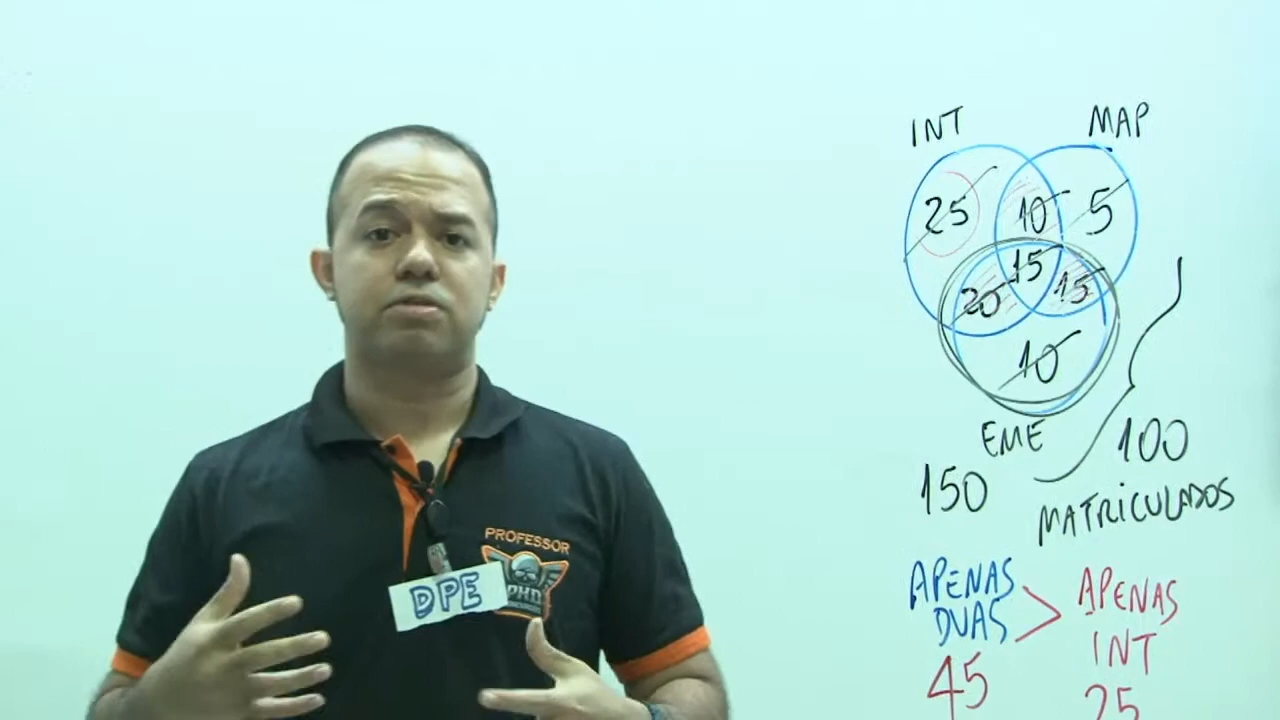 INT MAP
25 10 5
15
20 15
10
EME
150
100
MATRICULADOS
APENAS
DUAS
45
>
APENAS
INT
25
PROFESSOR
PHD
DPE